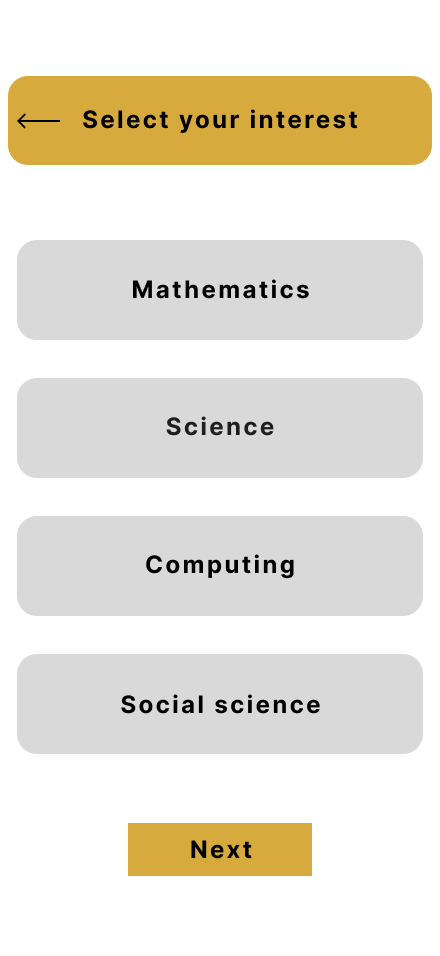 Select your interest
Mathematics
Science
Computing
Social science
Next